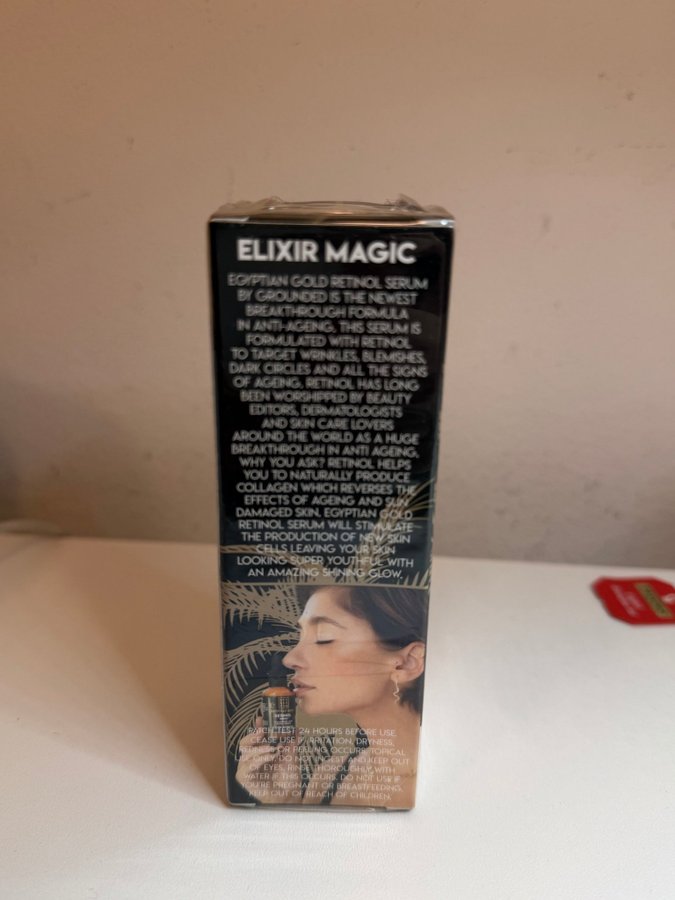 ELIXIR MAGIC
EGYPTIAN GOLD RETINOL SERUM
BY GROUNDED IS THE NEWEST
BREAKTHROUGH FORMULA
IN ANTI-AGEING. THIS SERUM IS
FORMULATED WITH RETINOL
TO TARGET WRINKLES, BLEMISHES,
DARK CIRCLES AND ALL THE SIGNS
OF AGEING. RETINOL HAS LONG
BEEN WORSHIPPED BY BEAUTY
EDITORS, DERMATOLOGISTS
AND SKIN CARE LOVERS
AROUND THE WORLD AS A HUGE
BREAKTHROUGH IN ANTI AGEING.
WHY YOU ASK? RETINOL HELPS
YOU TO NATURALLY PRODUCE
COLLAGEN WHICH REVERSES THE
EFFECTS OF AGEING AND SUN
DAMAGED SKIN. EGYPTIAN GOLD
RETINOL SERUM WILL STIMULATE
THE PRODUCTION OF NEW SKIN
CELLS LEAVING YOUR SKIN
LOOKING SUPER YOUTHFUL WITH
AN AMAZING SHINING GLOW.
PATCH TEST 24 HOURS BEFORE USE.
CEASE USE IF IRRITATION, DRYNESS,
REDNESS OR PEELING OCCURS. TOPICAL
USE ONLY. DO NOT INGEST AND KEEP OUT
OF EYES, RINSE THOROUGHLY WITH
WATER IF THIS OCCURS. DO NOT USE IF
YOU'RE PREGNANT OR BREASTFEEDING.
KEEP OUT OF REACH OF CHILDREN.